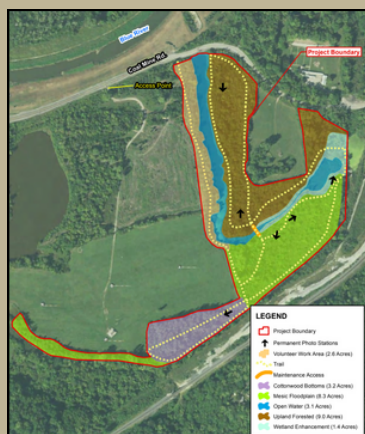 Blue River
Coal Mine Rd.
Project Boundary
Access Point
LEGEND
Project Boundary
Permanent Photo Stations
Volunteer Work Area (2.6 Acres)
Trail
Maintenance Access
Cottonwood Bottoms (3.2 Acres)
Mesic Floodplain (8.3 Acres)
Open Water (3.1 Acres)
Upland Forested (9.0 Acres)
Wetland Enhancement (1.4 Acres)